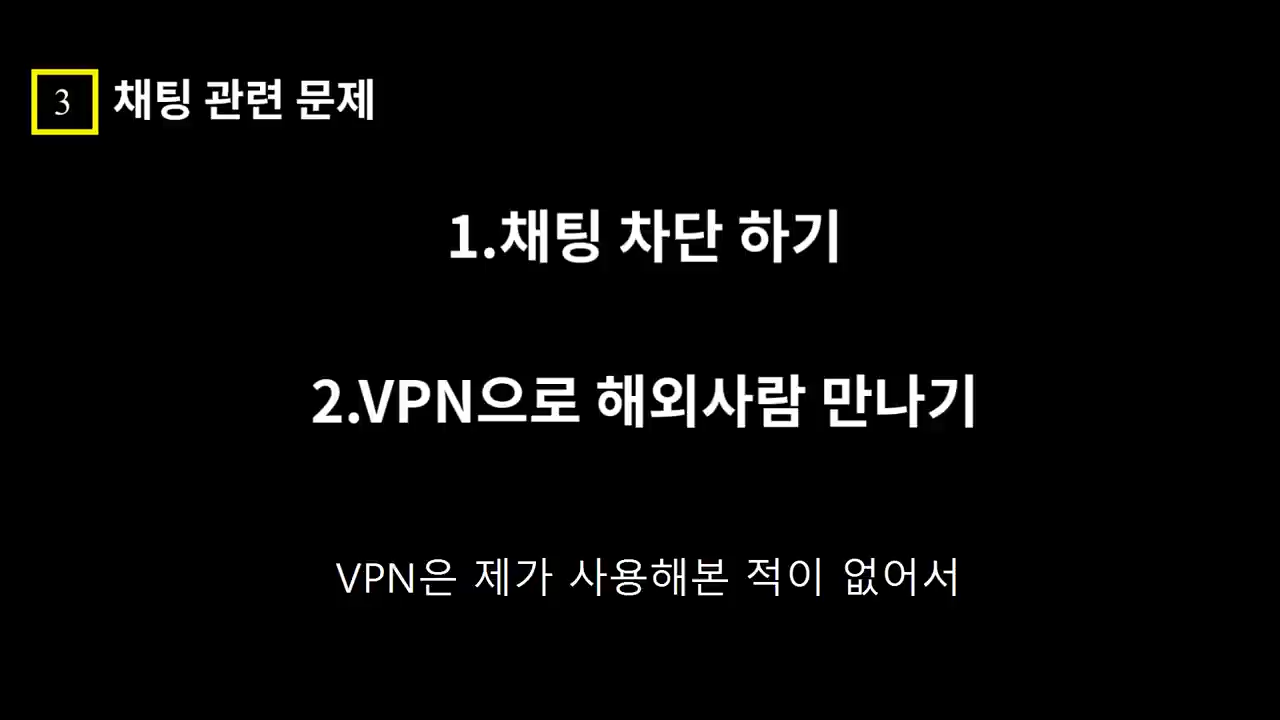 3 채팅 관련 문제
1.채팅 차단 하기
2.VPN으로 해외사람 만나기
VPN은 제가 사용해본 적이 없어서